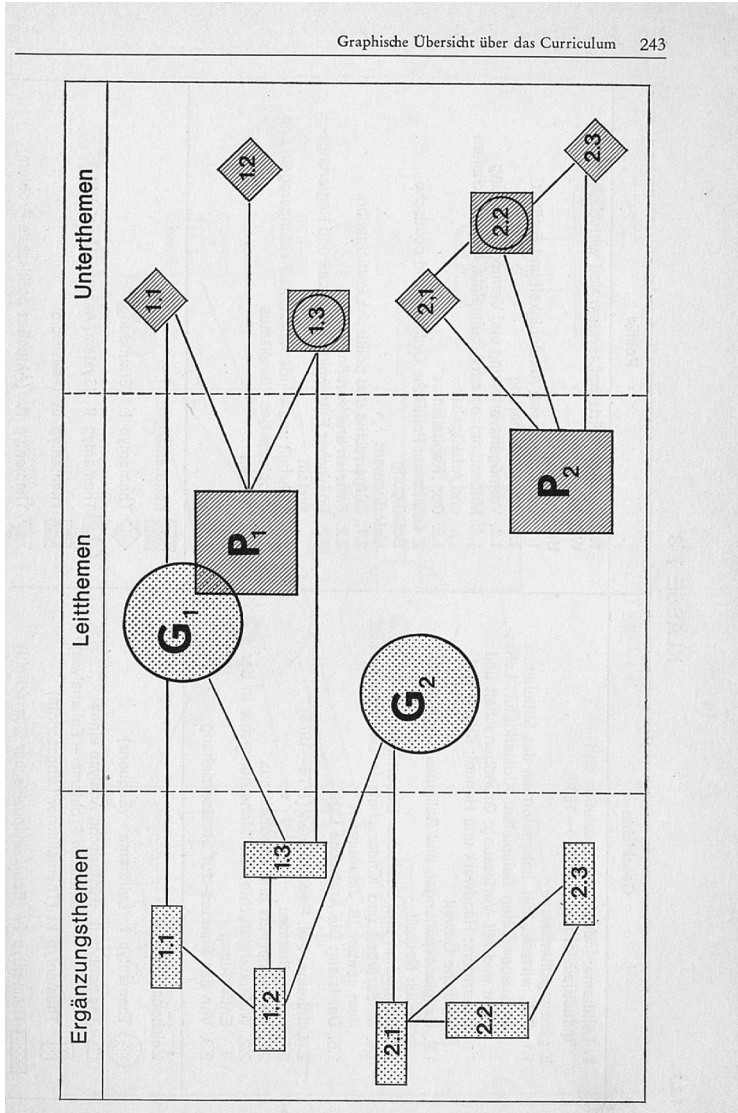 Graphische Übersicht über das Curriculum 243
Unterthemen
1.1
1.2
1.3
2,1
2.2
2.3
Leitthemen
G1
P1
G2
P2
Ergänzungsthemen
1.1
1.2
1.3
2.1
2.2
2.3